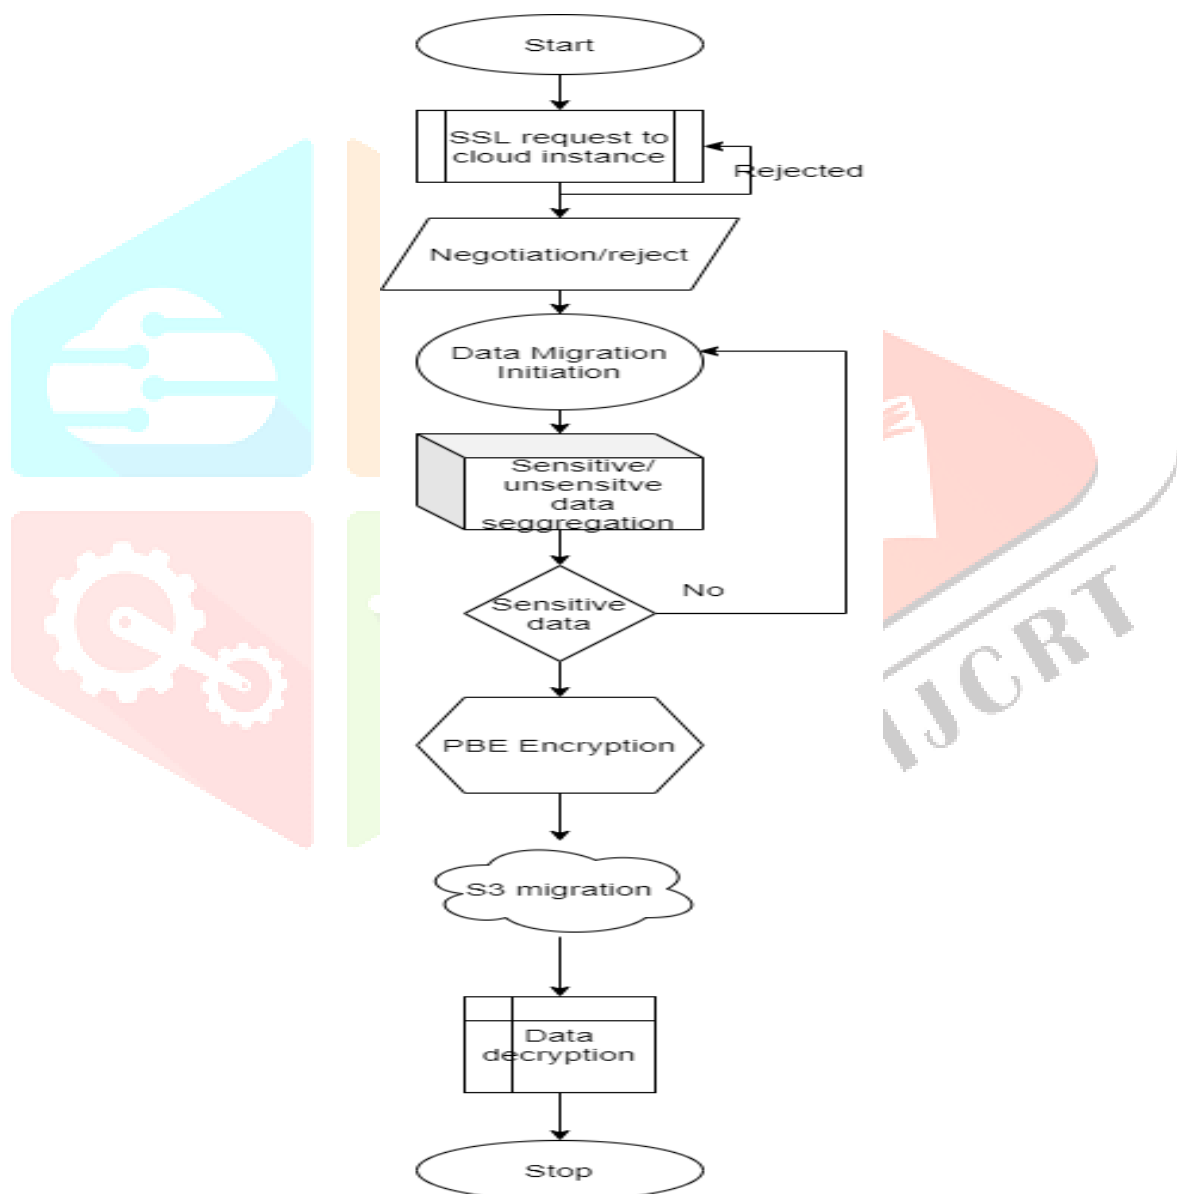 Start
SSL request to
cloud instance
Rejected
Negotiation/reject
Data Migration
Initiation
Sensitive/
unsensitve
data
seggregation
No
Sensitive
data
PBE Encryption
S3 migration
Data
decryption
Stop
IJCRT